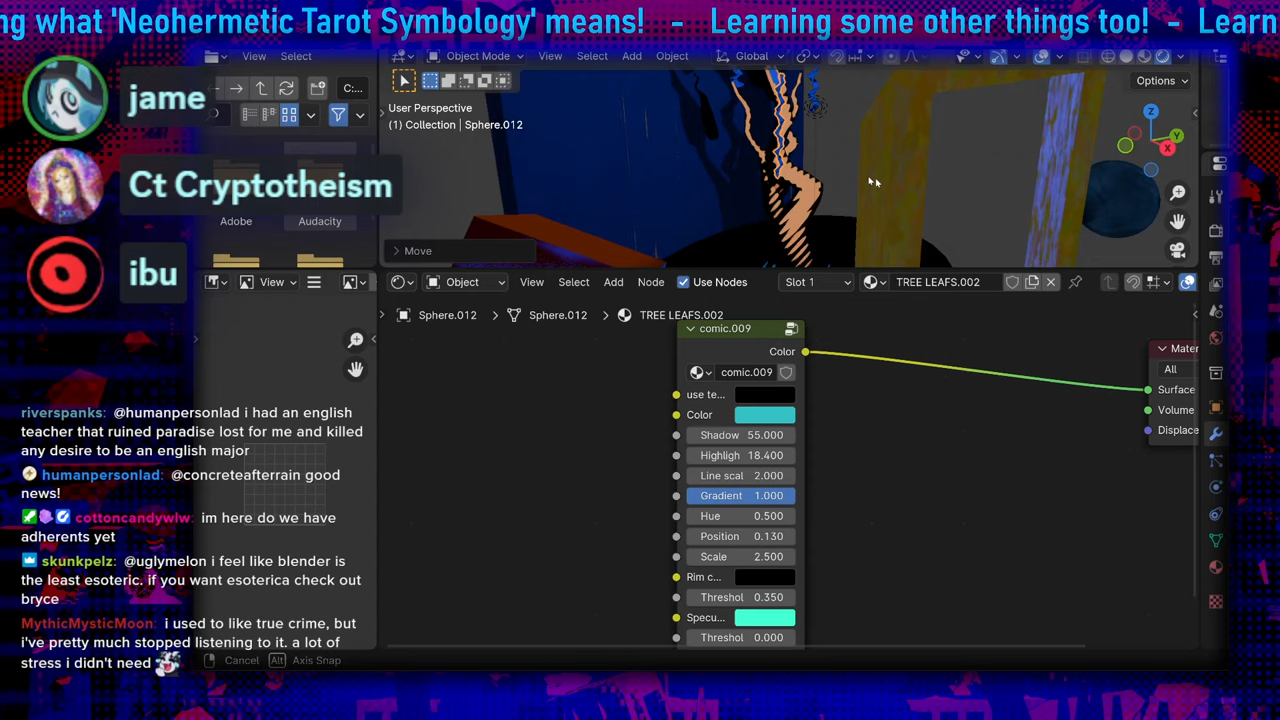 ng what 'Neohermetic Tarot Symbology' means!   -   Learning some other things too!  -  Learn
View
Select
Object Mode
View
Select
Add
Object
Global
jame
C:...
Options
User Perspective
(1) Collection | Sphere.012
Z
Y
X
Ct Cryptotheism
Adobe
Audacity
Move
ibu
View
Object
View
Select
Add
Node
Use Nodes
Slot 1
TREE LEAFS.002
Sphere.012
Sphere.012
TREE LEAFS.002
comic.009
Color
comic.009
use te...
Color
Shadow 55.000
Highligh 18.400
Line scal 2.000
Gradient 1.000
Hue 0.500
Position 0.130
Scale 2.500
Rim c...
Threshol 0.350
Specu...
Threshol 0.000
Mater
All
Surface
Volume
Displace
riverspanks: @humanpersonlad i had an english
teacher that ruined paradise lost for me and killed
any desire to be an english major
humanpersonlad: @concreteafterrain good
news!
cottoncandywlw: im here do we have
adherents yet
skunkpelz: @uglymelon i feel like blender is
the least esoteric. if you want esoterica check out
bryce
MythicMysticMoon: i used to like true crime, but
i've pretty much stopped listening to it. a lot of
stress i didn't need
Cancel
Alt
Axis Snap